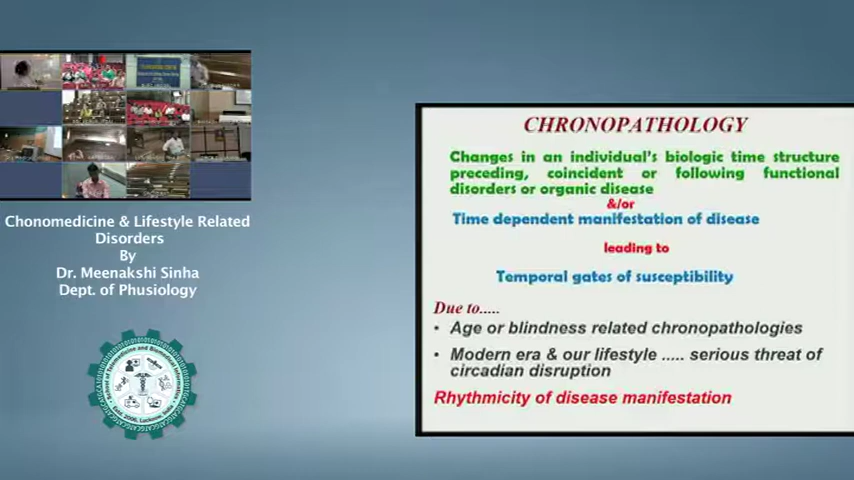 Chonomedicine & Lifestyle Related
Disorders
By
Dr. Meenakshi Sinha
Dept. of Phusiology
CHRONOPATHOLOGY
Changes in an individual's biologic time structure
preceding, coincident or following functional
disorders or organic disease
&/or
Time dependent manifestation of disease
leading to
Temporal gates of susceptibility
Due to.....
• Age or blindness related chronopathologies
• Modern era & our lifestyle ..... serious threat of
circadian disruption
Rhythmicity of disease manifestation